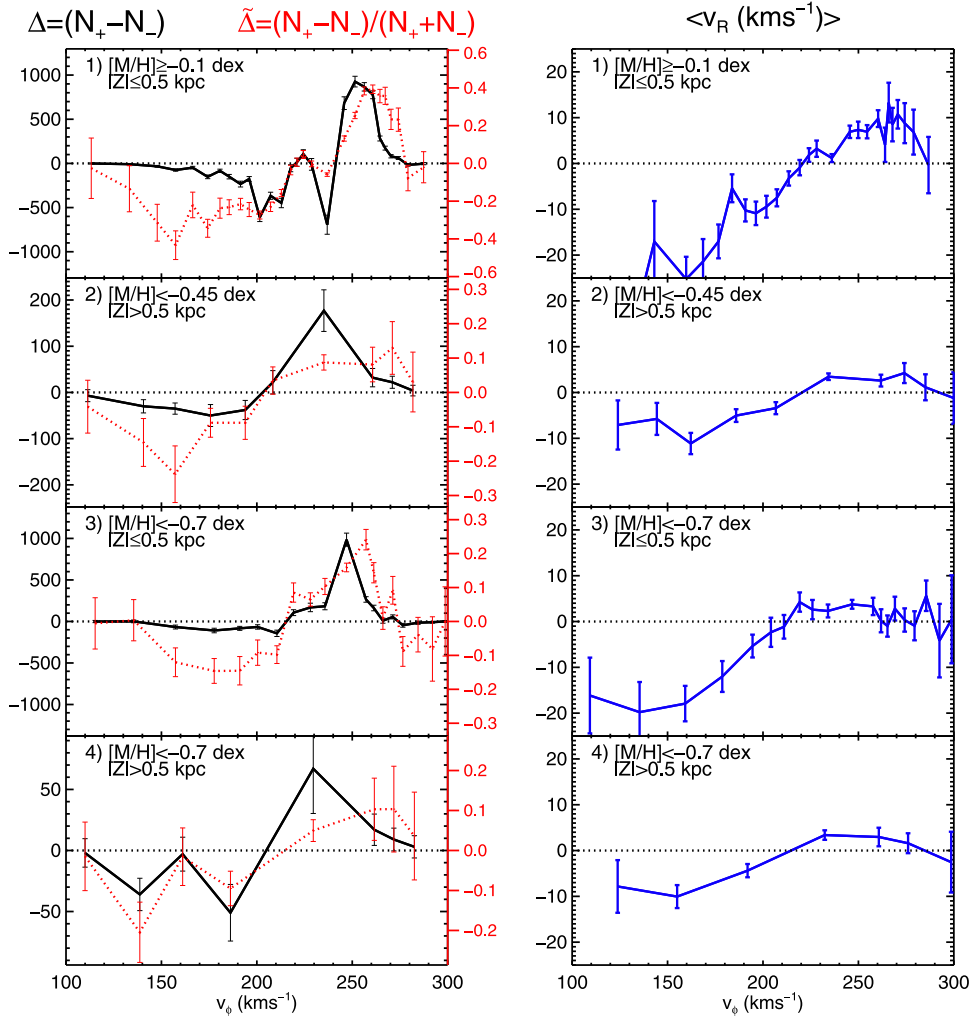 Δ=(N₊−N₋) Δ̃=(N₊−N₋)/(N₊+N₋)
<v_R (kms⁻¹)>
1) [M/H]≥−0.1 dex
|Z|≤0.5 kpc
1000
500
0
−500
−1000
0.6
0.4
0.2
0.0
−0.2
−0.4
−0.6
1) [M/H]≥−0.1 dex
|Z|≤0.5 kpc
20
10
0
−10
−20
2) [M/H]<−0.45 dex
|Z|>0.5 kpc
200
100
0
−100
−200
0.3
0.2
0.1
0.0
−0.1
−0.2
−0.3
2) [M/H]<−0.45 dex
|Z|>0.5 kpc
20
10
0
−10
−20
3) [M/H]<−0.7 dex
|Z|≤0.5 kpc
1000
500
0
−500
−1000
0.3
0.2
0.1
0.0
−0.1
−0.2
−0.3
3) [M/H]<−0.7 dex
|Z|≤0.5 kpc
20
10
0
−10
−20
4) [M/H]<−0.7 dex
|Z|>0.5 kpc
50
0
−50
0.2
0.1
0.0
−0.1
−0.2
4) [M/H]<−0.7 dex
|Z|>0.5 kpc
20
10
0
−10
−20
100 150 200 250 300
v_ϕ (kms⁻¹)
100 150 200 250 300
v_ϕ (kms⁻¹)